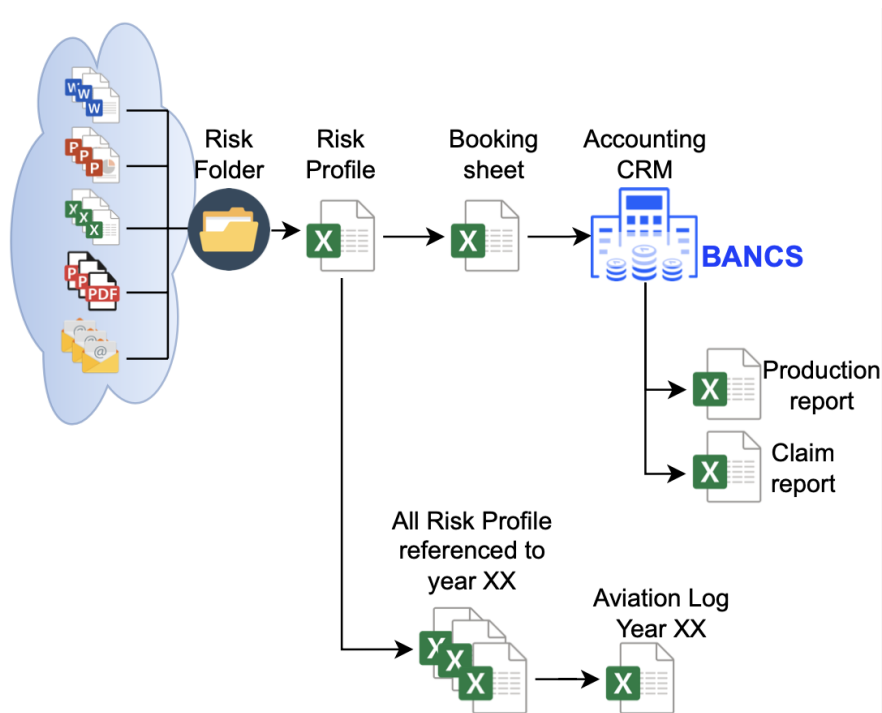 W
W
W
P
P
P
X
X
X
P
P
PDF
@
@
@
Risk
Folder
Risk
Profile
X
Booking
sheet
X
Accounting
CRM
BANCS
X
Production
report
X
Claim
report
All Risk Profile
referenced to
year XX
X
X
X
Aviation Log
Year XX
X